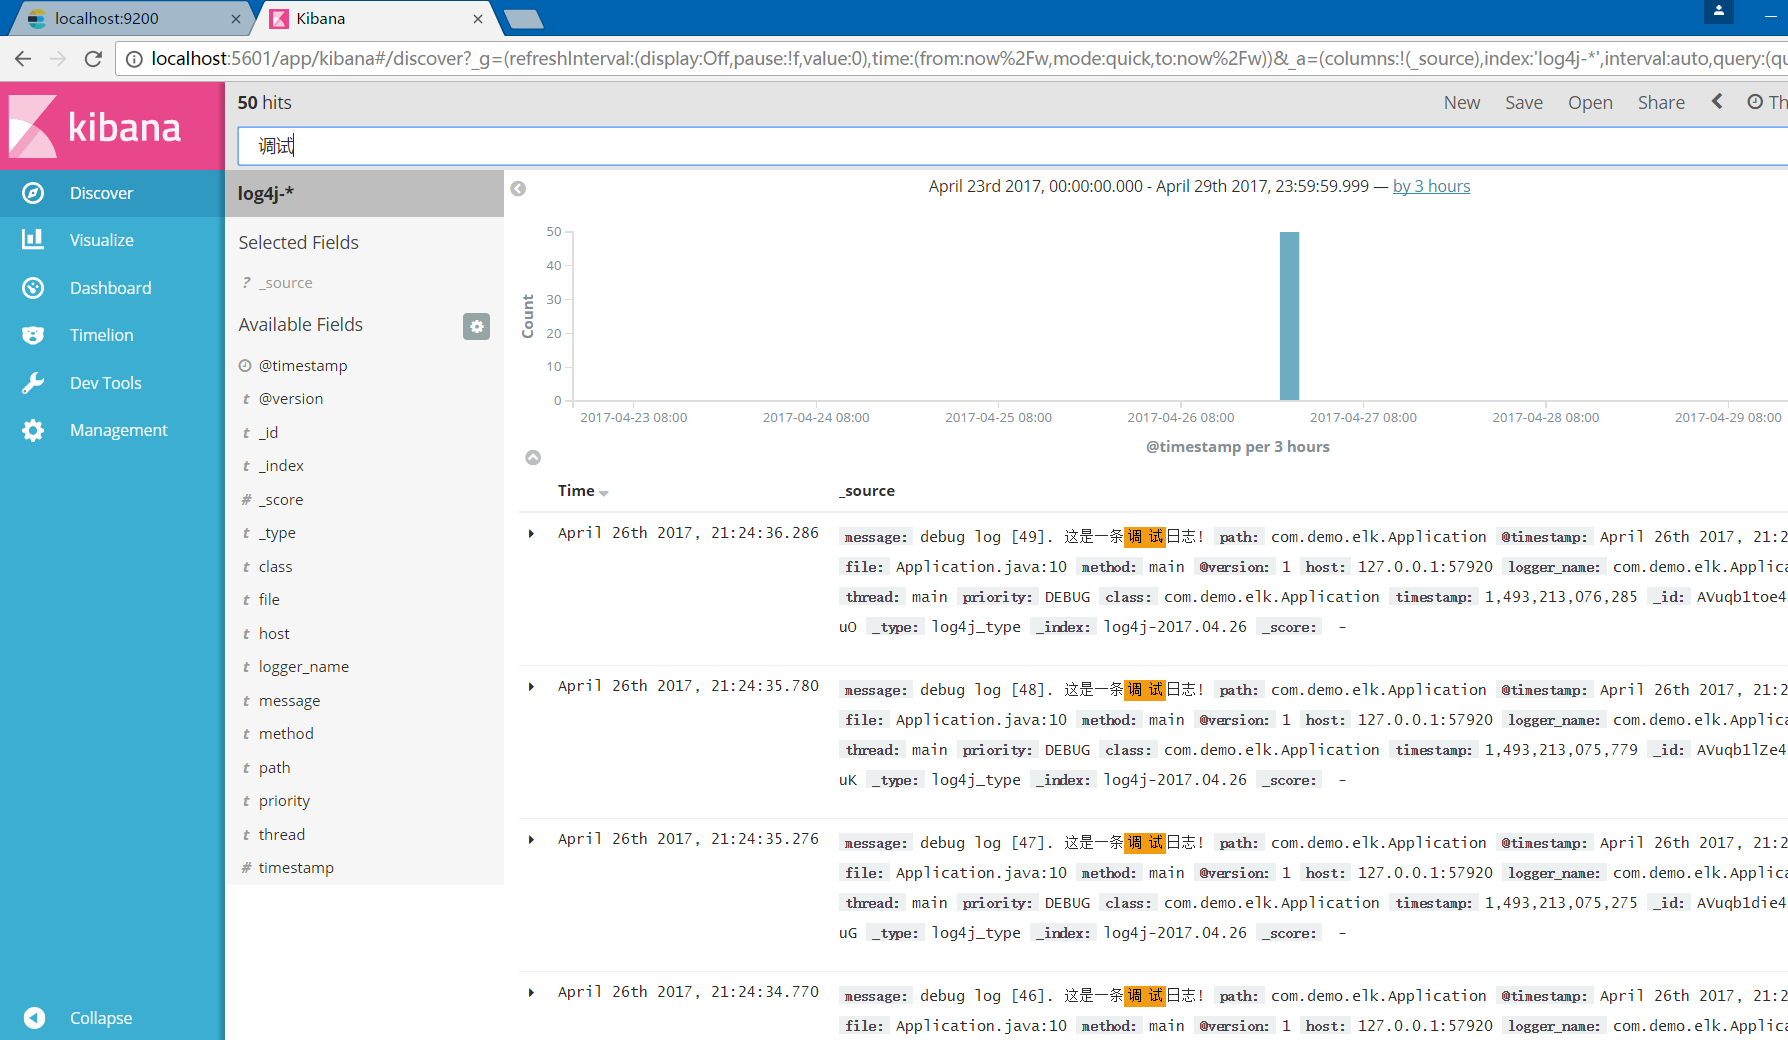 localhost:9200
Kibana
localhost:5601/app/kibana#/discover?_g=(refreshInterval:(display:Off,pause:!f,value:0),time:(from:now%2Fw,mode:quick,to:now%2Fw))&_a=(columns:!(_source),index:'log4j-*',interval:auto,query:(qu
kibana
Discover
Visualize
Dashboard
Timelion
Dev Tools
Management
Collapse
50 hits
New Save Open Share Th
调试
log4j-*
Selected Fields
? _source
Available Fields
@timestamp
t @version
t _id
t _index
# _score
t _type
t class
t file
t host
t logger_name
t message
t method
t path
t priority
t thread
# timestamp
April 23rd 2017, 00:00:00.000 - April 29th 2017, 23:59:59.999 — by 3 hours
Count
50
40
30
20
10
0
2017-04-23 08:00 2017-04-24 08:00 2017-04-25 08:00 2017-04-26 08:00 2017-04-27 08:00 2017-04-28 08:00 2017-04-29 08:00
@timestamp per 3 hours
Time _source
April 26th 2017, 21:24:36.286 message: debug log [49]. 这是一条调 试日志! path: com.demo.elk.Application @timestamp: April 26th 2017, 21:2
file: Application.java:10 method: main @version: 1 host: 127.0.0.1:57920 logger_name: com.demo.elk.Applica
thread: main priority: DEBUG class: com.demo.elk.Application timestamp: 1,493,213,076,285 _id: AVuqb1toe4
uO _type: log4j_type _index: log4j-2017.04.26 _score: -
April 26th 2017, 21:24:35.780 message: debug log [48]. 这是一条调 试日志! path: com.demo.elk.Application @timestamp: April 26th 2017, 21:2
file: Application.java:10 method: main @version: 1 host: 127.0.0.1:57920 logger_name: com.demo.elk.Applica
thread: main priority: DEBUG class: com.demo.elk.Application timestamp: 1,493,213,075,779 _id: AVuqb1lZe4
uK _type: log4j_type _index: log4j-2017.04.26 _score: -
April 26th 2017, 21:24:35.276 message: debug log [47]. 这是一条调 试日志! path: com.demo.elk.Application @timestamp: April 26th 2017, 21:2
file: Application.java:10 method: main @version: 1 host: 127.0.0.1:57920 logger_name: com.demo.elk.Applica
thread: main priority: DEBUG class: com.demo.elk.Application timestamp: 1,493,213,075,275 _id: AVuqb1die4
uG _type: log4j_type _index: log4j-2017.04.26 _score: -
April 26th 2017, 21:24:34.770 message: debug log [46]. 这是一条调 试日志! path: com.demo.elk.Application @timestamp: April 26th 2017, 21:2
file: Application.java:10 method: main @version: 1 host: 127.0.0.1:57920 logger_name: com.demo.elk.Applica